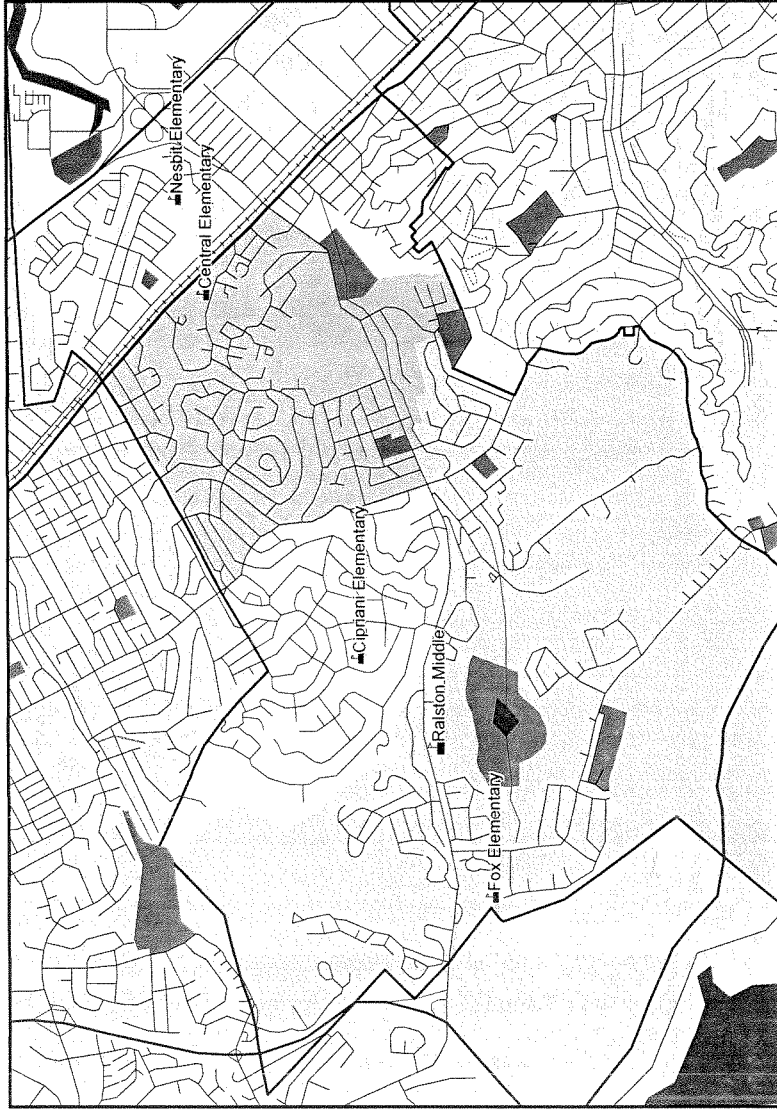 Nesbit Elementary
Central Elementary
Cipriani Elementary
Ralston Middle
Fox Elementary